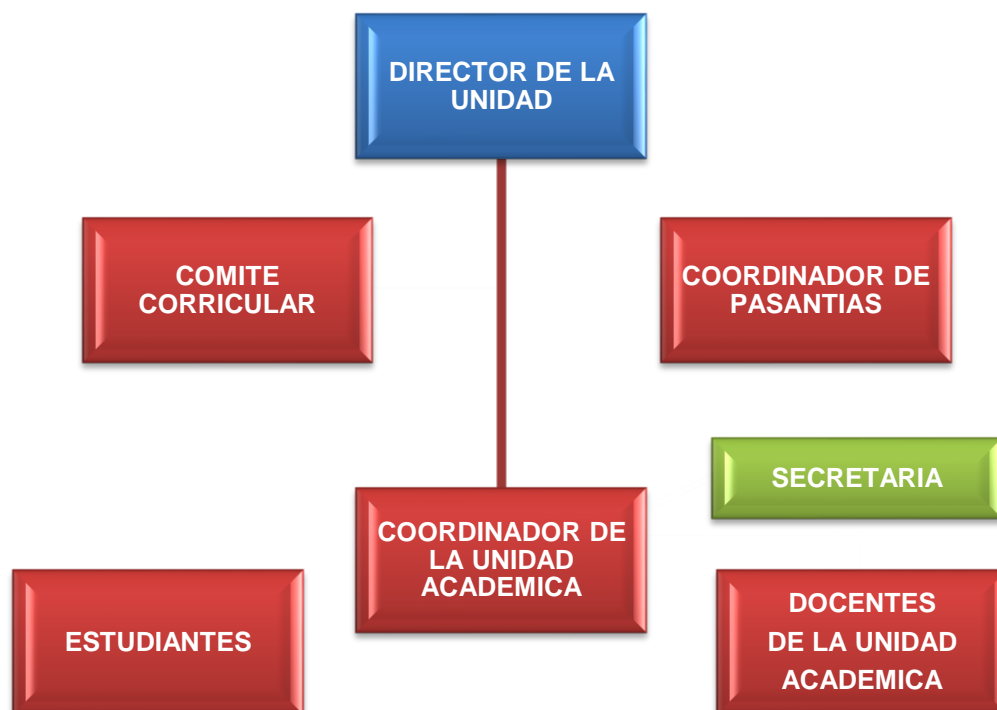 DIRECTOR DE LA
UNIDAD
COMITE
CORRICULAR
COORDINADOR DE
PASANTIAS
SECRETARIA
COORDINADOR DE
LA UNIDAD
ACADEMICA
ESTUDIANTES
DOCENTES
DE LA UNIDAD
ACADEMICA